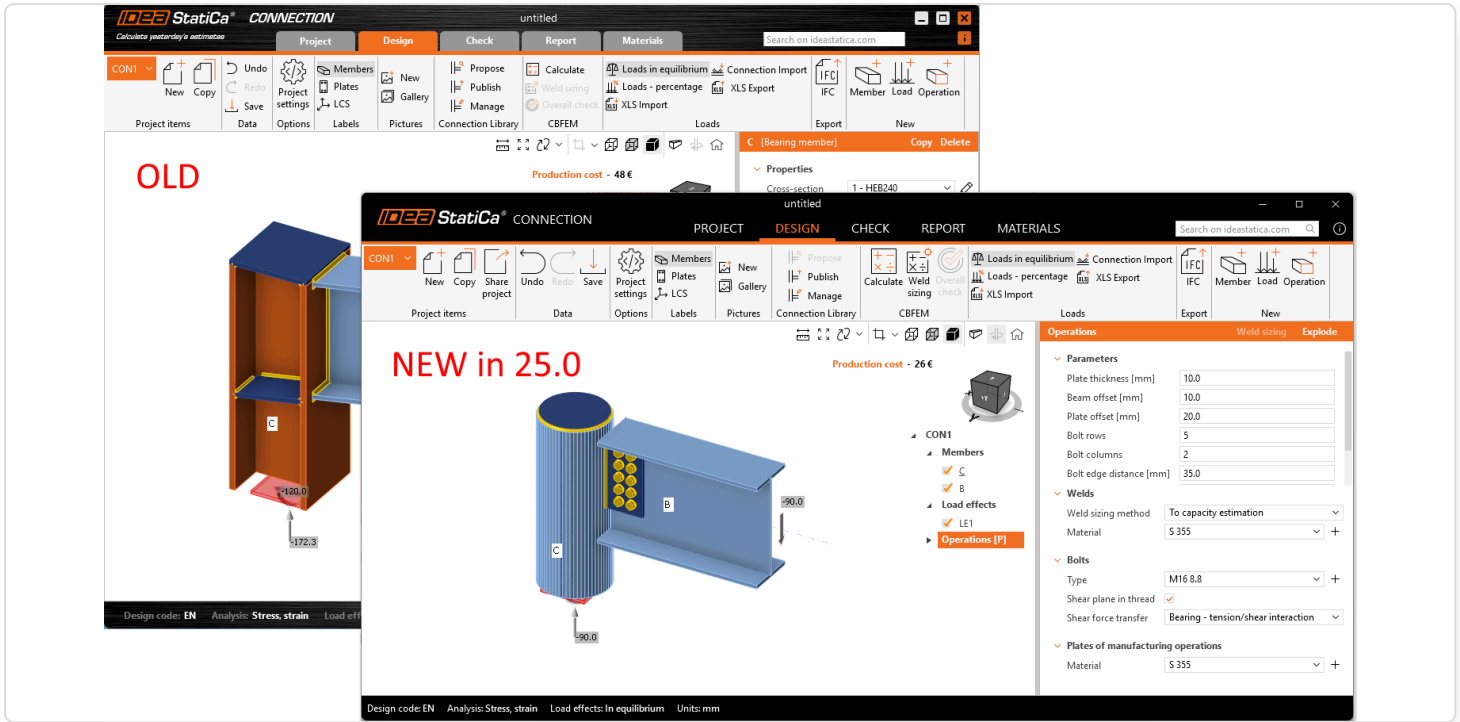 IDEA StatiCa® CONNECTION
untitled
Calculate yesterday's estimates
Project Design Check Report Materials
Search on ideastatica.com
CON1
New Copy
Project items
Undo
Redo
Save
Data
Project settings
Options
Members
Plates
LCS
Labels
New
Gallery
Pictures
Propose
Publish
Manage
Connection Library
Calculate
Weld sizing
Overall check
CBFEM
Loads in equilibrium Connection Import
Loads - percentage XLS Export
XLS Import
Loads
IFC
IFC
Export
Member Load Operation
New
OLD
Production cost - 48 €
C [Bearing member] Copy Delete
Properties
Cross-section 1 - HEB240
C
-120.0
-172.3
Design code: EN Analysis: Stress, strain Load eff
untitled
IDEA StatiCa® CONNECTION
PROJECT DESIGN CHECK REPORT MATERIALS
Search on ideastatica.com
CON1
New Copy Share project
Project items
Undo Redo Save
Data
Project settings
Options
Members
Plates
LCS
Labels
New
Gallery
Pictures
Propose
Publish
Manage
Connection Library
Calculate Weld sizing Overall check
CBFEM
Loads in equilibrium Connection Import
Loads - percentage XLS Export
XLS Import
Loads
IFC
IFC
Export
Member Load Operation
New
NEW in 25.0
Production cost - 26 €
CON1
Members
C
B
Load effects
LE1
Operations [P]
B
C
-90.0
-90.0
Operations Weld sizing Explode
Parameters
Plate thickness [mm] 10.0
Beam offset [mm] 10.0
Plate offset [mm] 20.0
Bolt rows 5
Bolt columns 2
Bolt edge distance [mm] 35.0
Welds
Weld sizing method To capacity estimation
Material S 355
Bolts
Type M16 8.8
Shear plane in thread
Shear force transfer Bearing - tension/shear interaction
Plates of manufacturing operations
Material S 355
Design code: EN Analysis: Stress, strain Load effects: In equilibrium Units: mm